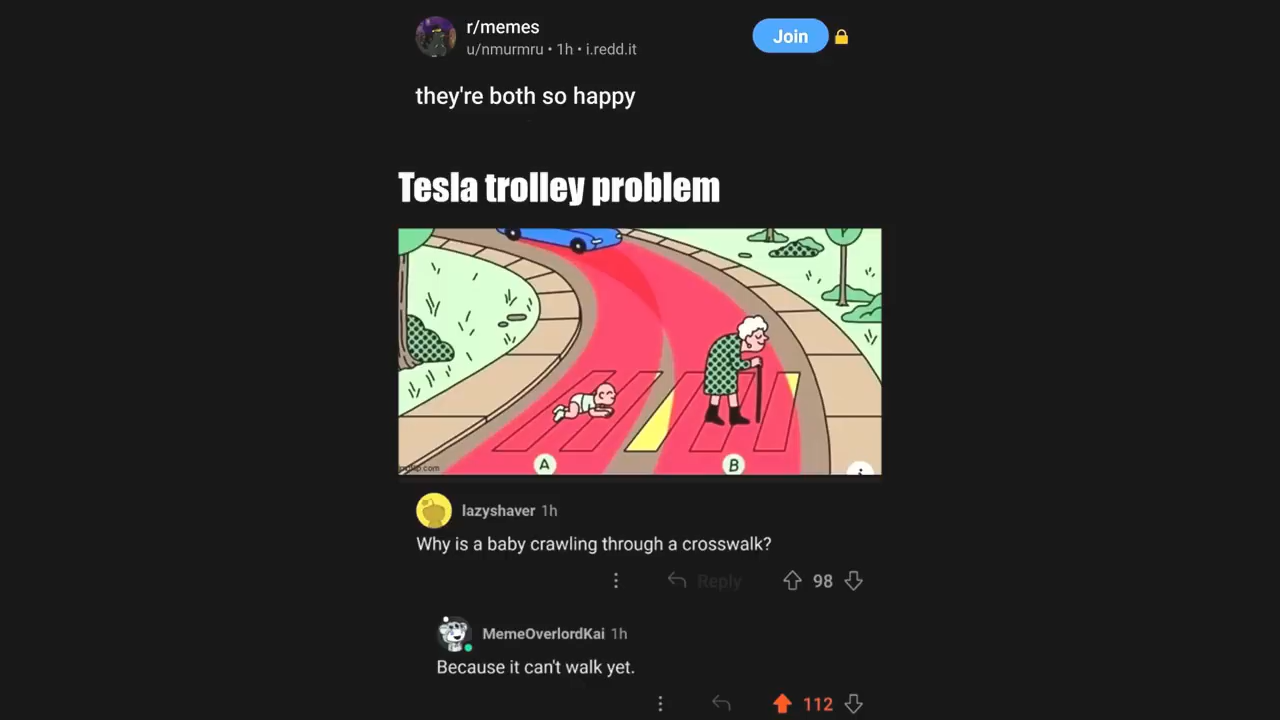 r/memes
u/nmurmru • 1h • i.redd.it
Join
they're both so happy
Tesla trolley problem
A
B
i
lazyshaver 1h
Why is a baby crawling through a crosswalk?
Reply
98
MemeOverlordKai 1h
Because it can't walk yet.
112